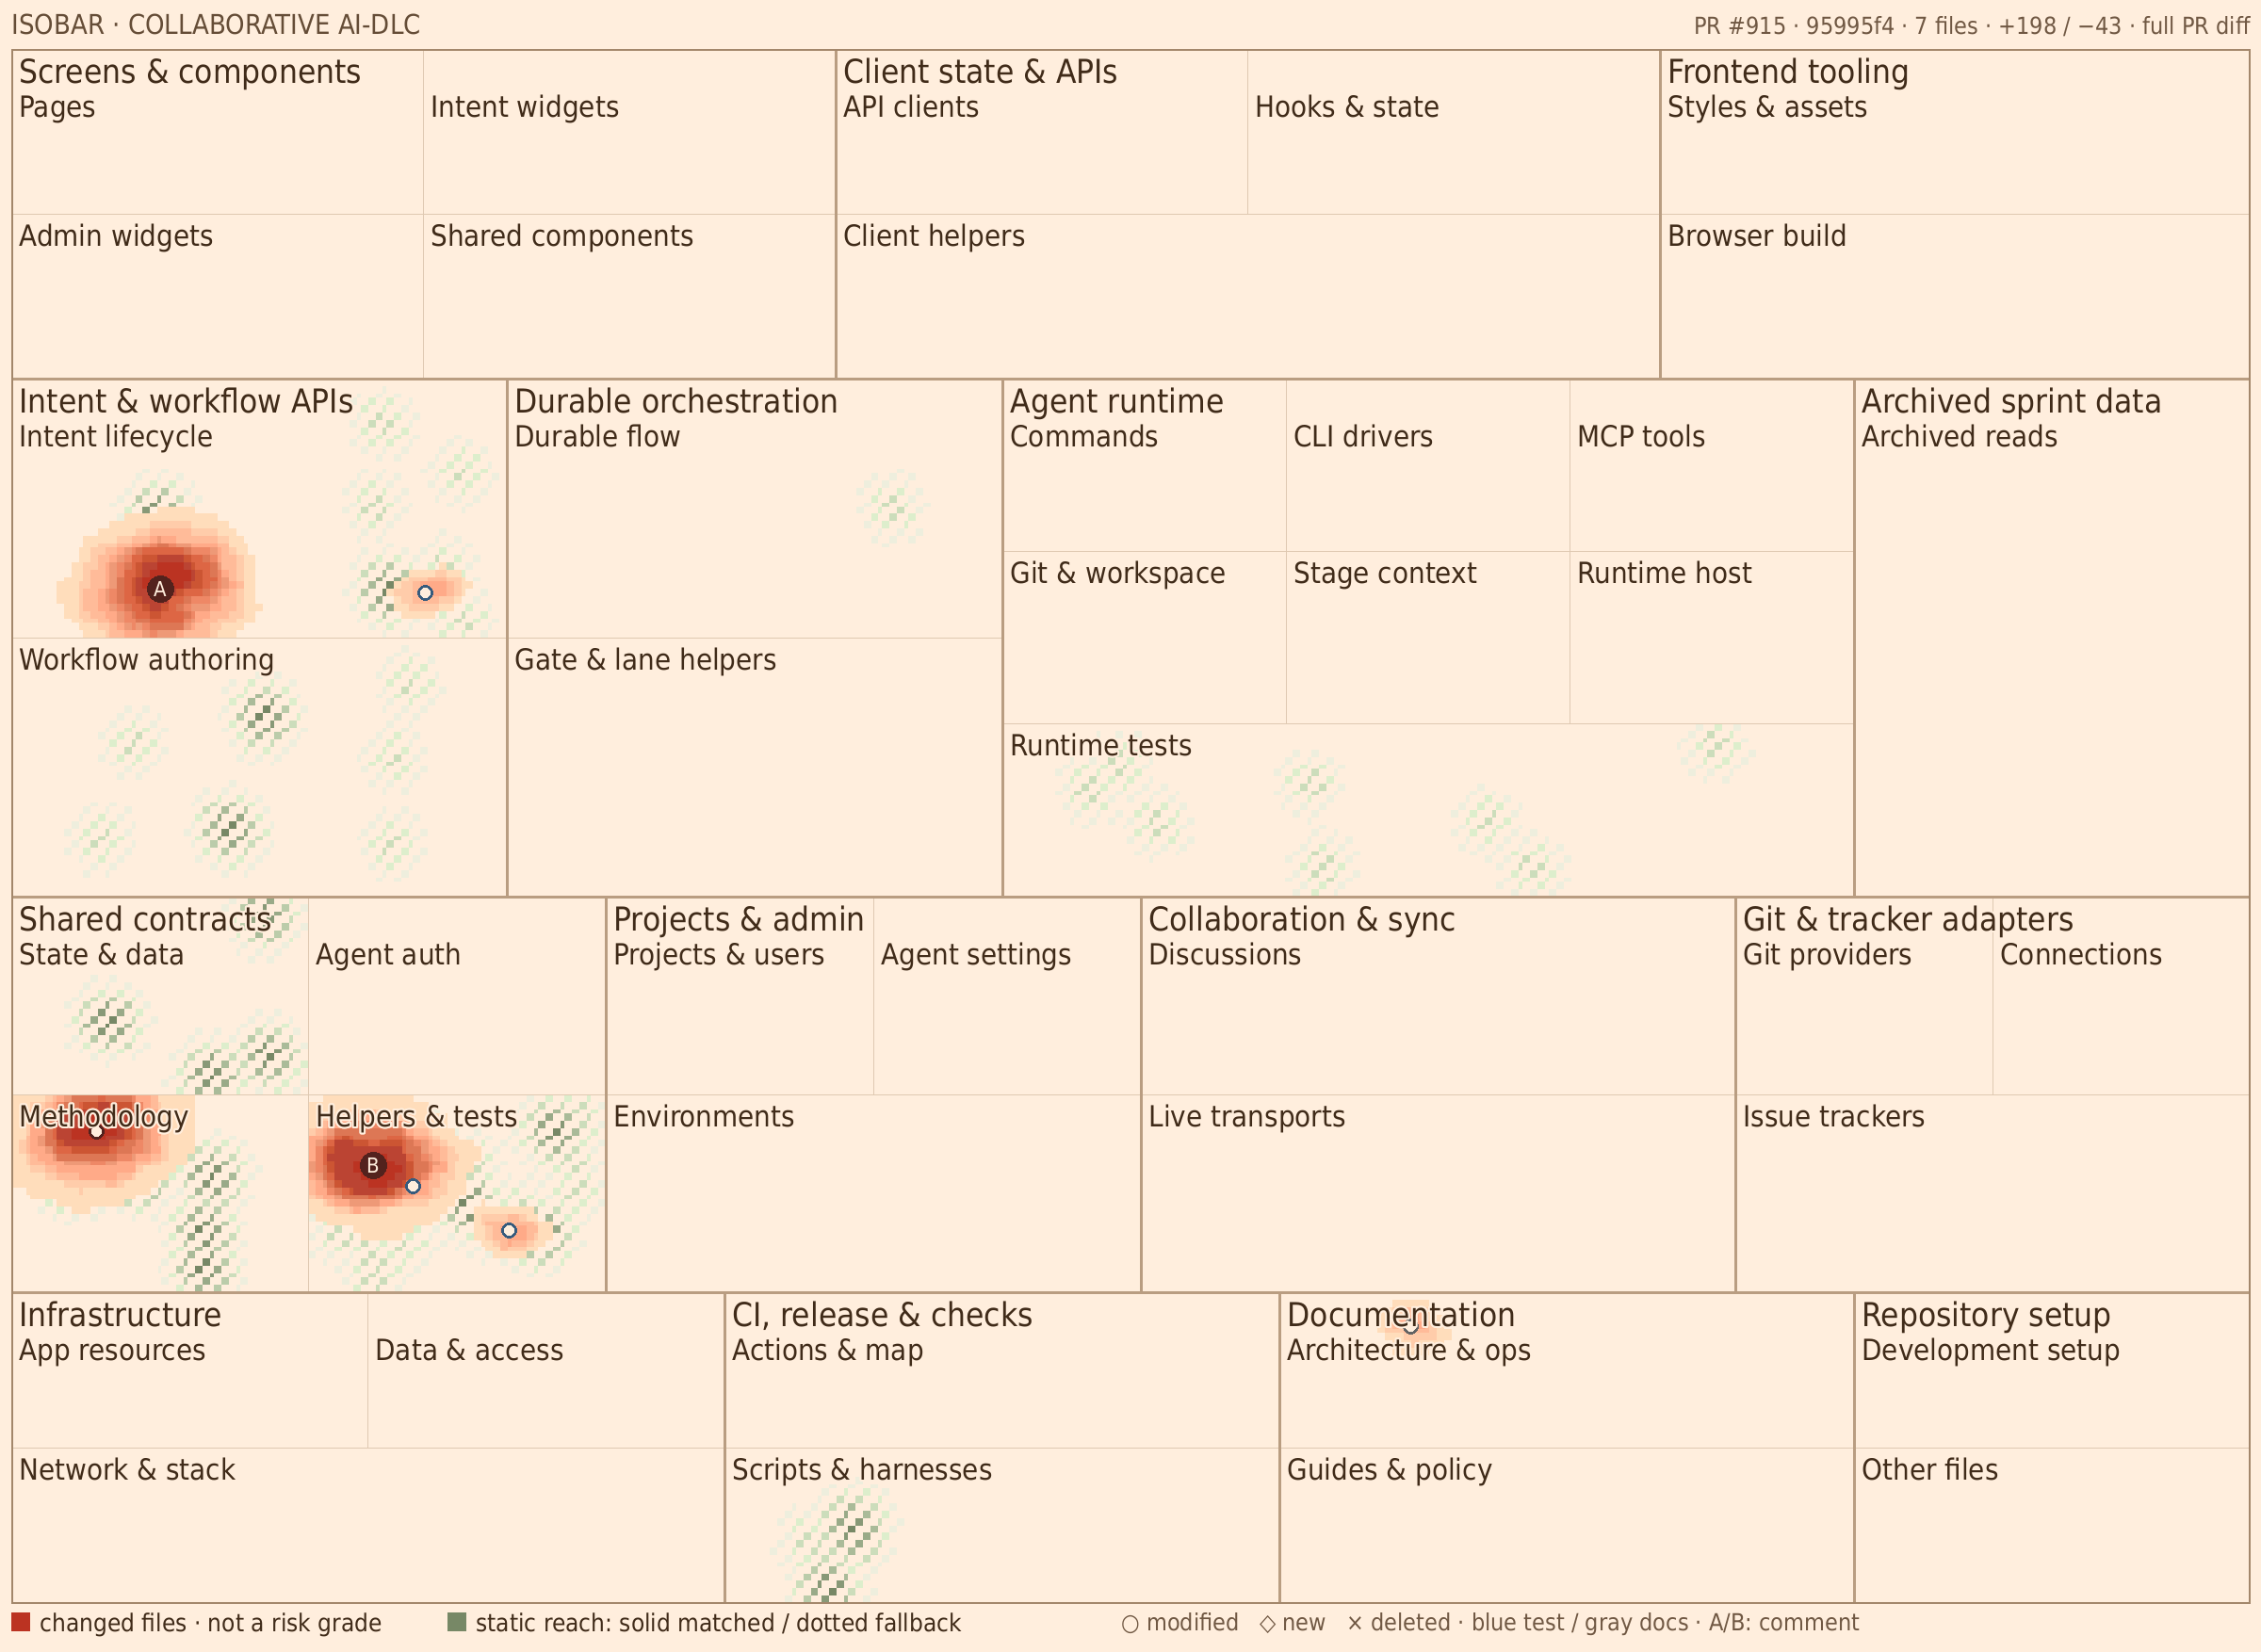 ISOBAR · COLLABORATIVE AI-DLC
PR #915 · 95995f4 · 7 files · +198 / −43 · full PR diff
Screens & components
Pages
Intent widgets
Client state & APIs
API clients
Hooks & state
Frontend tooling
Styles & assets
Admin widgets
Shared components
Client helpers
Browser build
Intent & workflow APIs
Intent lifecycle
Durable orchestration
Durable flow
Agent runtime
Commands
CLI drivers
MCP tools
Archived sprint data
Archived reads
A
Git & workspace
Stage context
Runtime host
Workflow authoring
Gate & lane helpers
Runtime tests
Shared contracts
State & data
Agent auth
Projects & admin
Projects & users
Agent settings
Collaboration & sync
Discussions
Git & tracker adapters
Git providers
Connections
Methodology
Helpers & tests
B
Environments
Live transports
Issue trackers
Infrastructure
App resources
Data & access
CI, release & checks
Actions & map
Documentation
Architecture & ops
Repository setup
Development setup
Network & stack
Scripts & harnesses
Guides & policy
Other files
changed files · not a risk grade
static reach: solid matched / dotted fallback
○ modified ◇ new × deleted · blue test / gray docs · A/B: comment